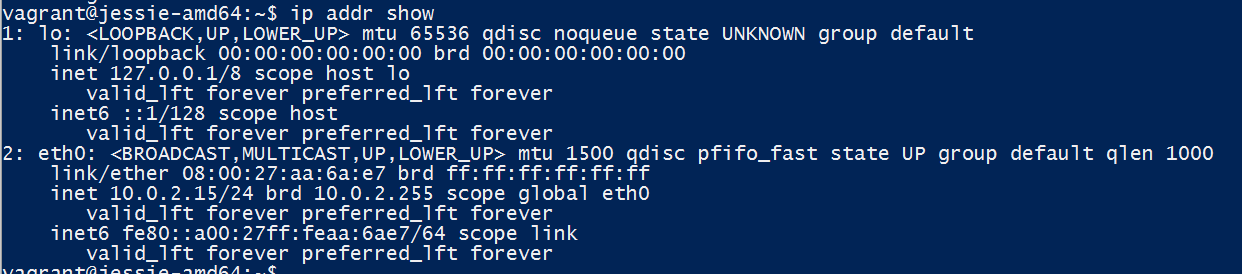 vagrant@jessie-amd64:~$ ip addr show
1: lo: <LOOPBACK,UP,LOWER_UP> mtu 65536 qdisc noqueue state UNKNOWN group default
    link/loopback 00:00:00:00:00:00 brd 00:00:00:00:00:00
    inet 127.0.0.1/8 scope host lo
       valid_lft forever preferred_lft forever
    inet6 ::1/128 scope host
       valid_lft forever preferred_lft forever
2: eth0: <BROADCAST,MULTICAST,UP,LOWER_UP> mtu 1500 qdisc pfifo_fast state UP group default qlen 1000
    link/ether 08:00:27:aa:6a:e7 brd ff:ff:ff:ff:ff:ff
    inet 10.0.2.15/24 brd 10.0.2.255 scope global eth0
       valid_lft forever preferred_lft forever
    inet6 fe80::a00:27ff:feaa:6ae7/64 scope link
       valid_lft forever preferred_lft forever
vagrant@jessie-amd64:~$